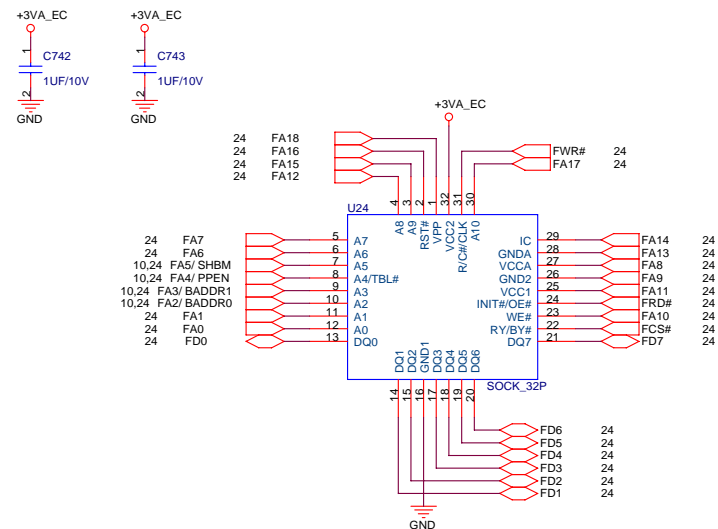 +3VA_EC +3VA_EC
1 C742 1UF/10V 2 GND
1 C743 1UF/10V 2 GND
+3VA_EC
24 FA18
24 FA16
24 FA15
24 FA12
FWR# 24
FA17 24
4 3 2 1 32 31 30
U24
A8 A9 RST# VPP VCC2 R/C#/CLK A10
24 FA7 5 A7
24 FA6 6 A6
10,24 FA5/ SHBM 7 A5
10,24 FA4/ PPEN 8 A4/TBL#
10,24 FA3/ BADDR1 9 A3
10,24 FA2/ BADDR0 10 A2
24 FA1 11 A1
24 FA0 12 A0
24 FD0 13 DQ0
IC 29 FA14 24
GNDA 28 FA13 24
VCCA 27 FA8 24
GND2 26 FA9 24
VCC1 25 FA11 24
INIT#/OE# 24 FRD# 24
WE# 23 FA10 24
RY/BY# 22 FCS# 24
DQ7 21 FD7 24
DQ1 DQ2 GND1 DQ3 DQ4 DQ5 DQ6
SOCK_32P
14 15 16 17 18 19 20
FD6 24
FD5 24
FD4 24
FD3 24
FD2 24
FD1 24
GND